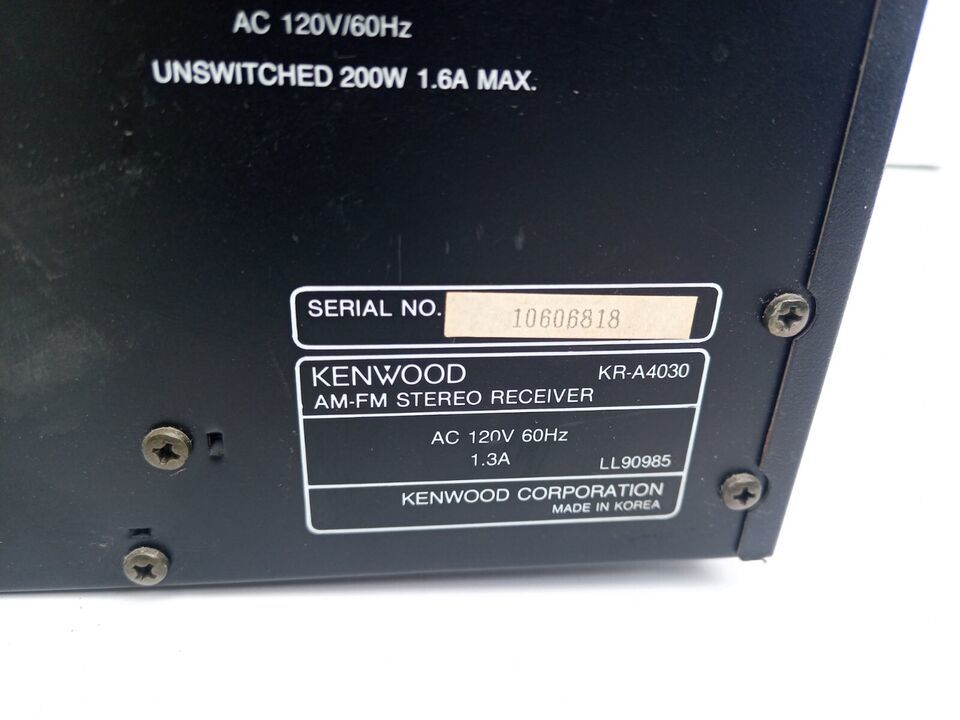 AC 120V/60Hz
UNSWITCHED 200W 1.6A MAX.
SERIAL NO. 10606818
KENWOOD KR-A4030
AM-FM STEREO RECEIVER
AC 120V 60Hz
1.3A LL90985
KENWOOD CORPORATION
MADE IN KOREA